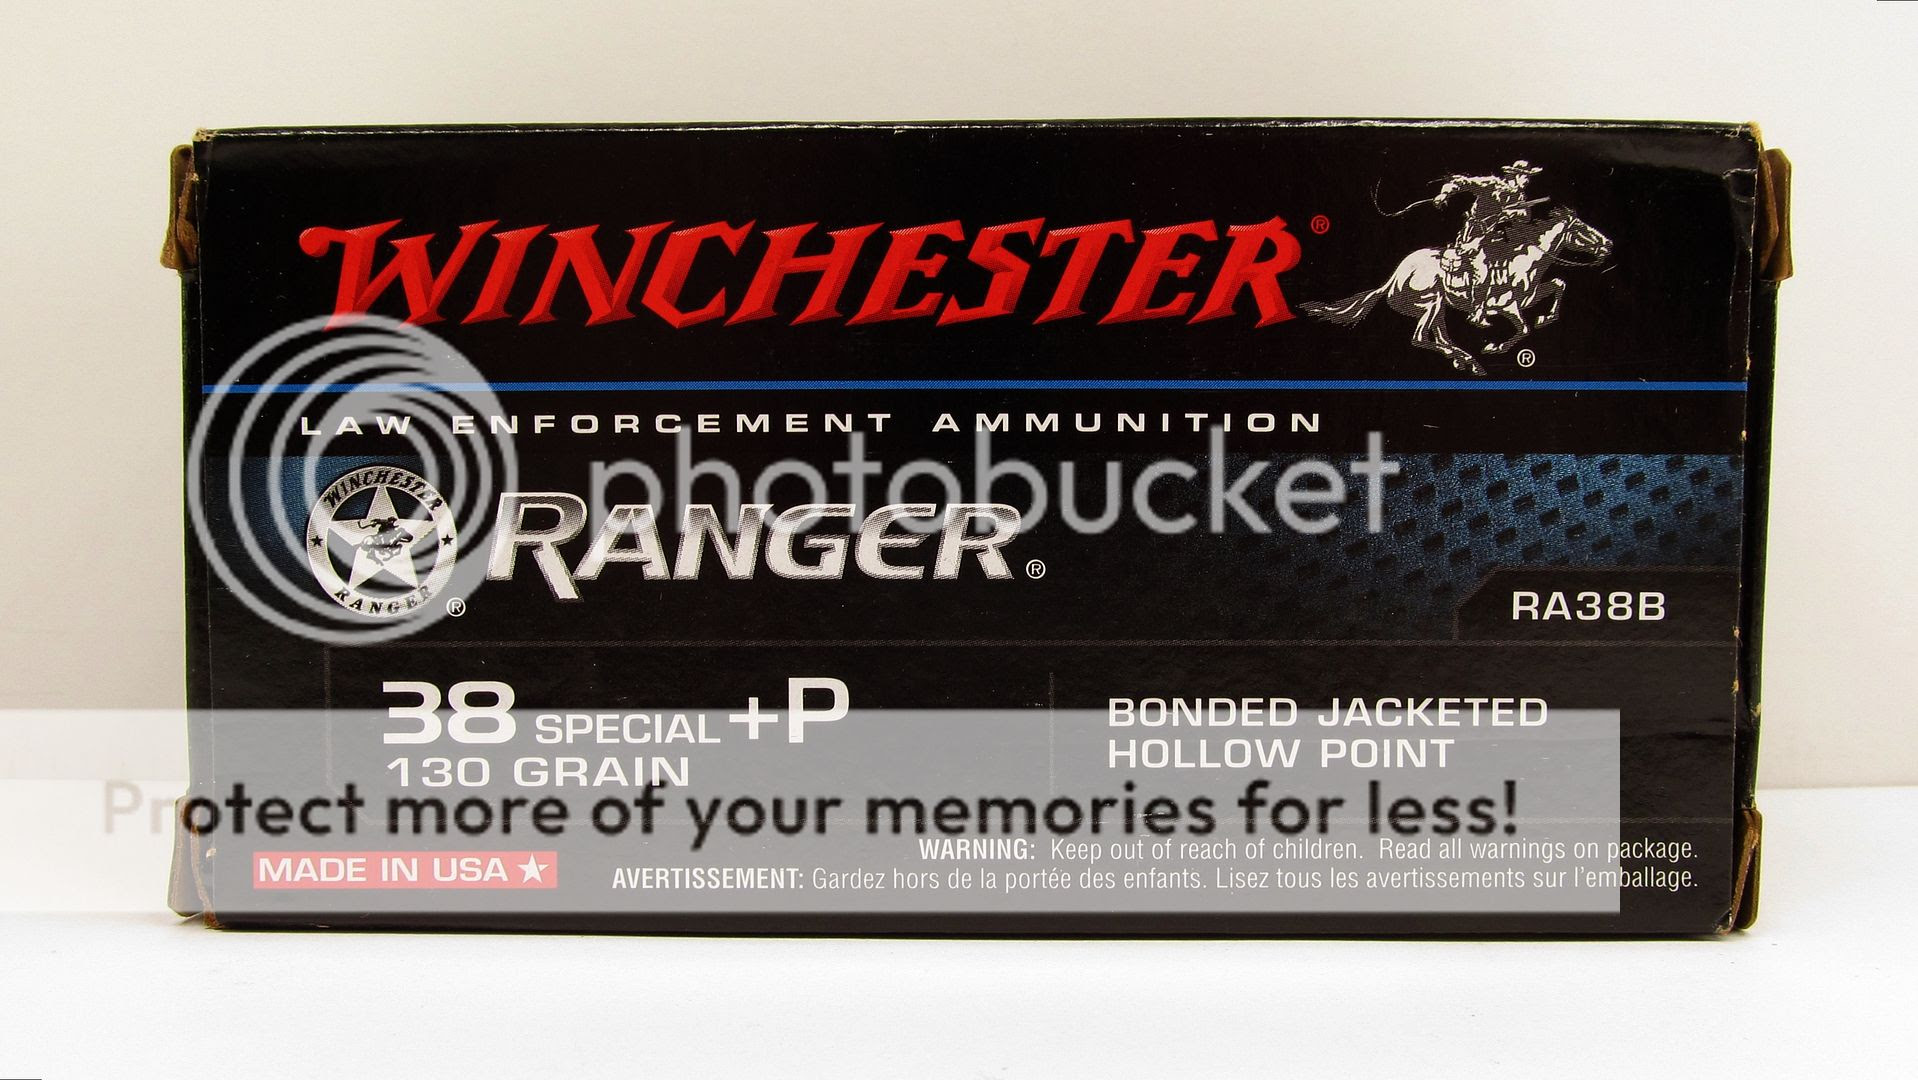 WINCHESTER®
®
LAW ENFORCEMENT AMMUNITION
photobucket
WINCHESTER
RANGER
®
RANGER®
RA38B
38 SPECIAL +P
130 GRAIN
BONDED JACKETED
HOLLOW POINT
Protect more of your memories for less!
MADE IN USA
WARNING: Keep out of reach of children. Read all warnings on package.
AVERTISSEMENT: Gardez hors de la portée des enfants. Lisez tous les avertissements sur l'emballage.